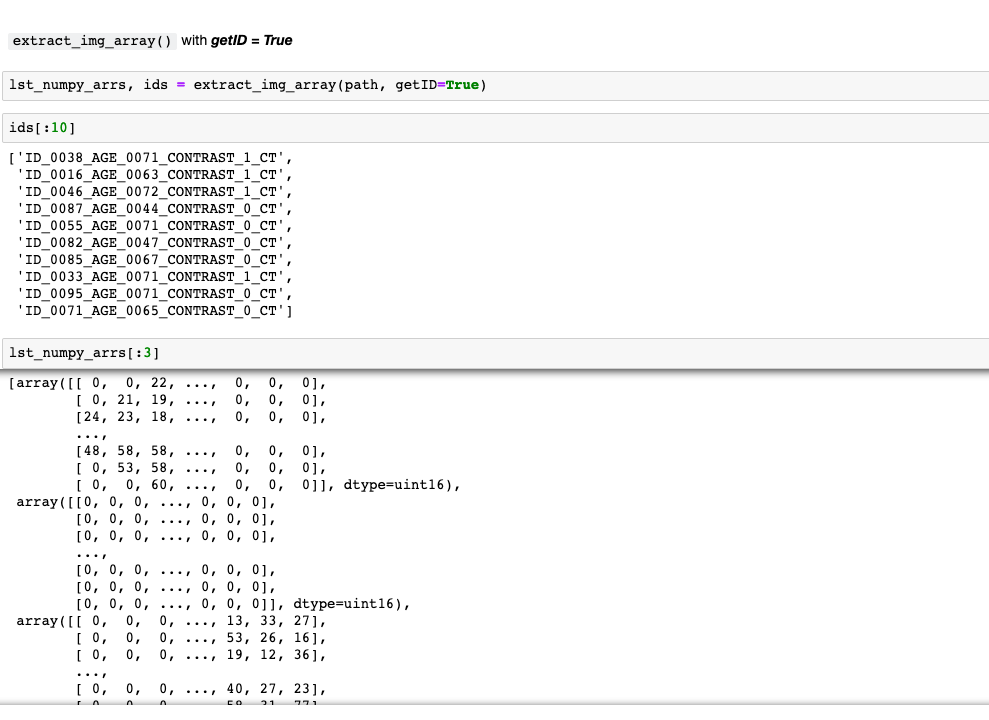 extract_img_array() with getID = True
lst_numpy_arrs, ids = extract_img_array(path, getID=True)
ids[:10]
['ID_0038_AGE_0071_CONTRAST_1_CT',
 'ID_0016_AGE_0063_CONTRAST_1_CT',
 'ID_0046_AGE_0072_CONTRAST_1_CT',
 'ID_0087_AGE_0044_CONTRAST_0_CT',
 'ID_0055_AGE_0071_CONTRAST_0_CT',
 'ID_0082_AGE_0047_CONTRAST_0_CT',
 'ID_0085_AGE_0067_CONTRAST_0_CT',
 'ID_0033_AGE_0071_CONTRAST_1_CT',
 'ID_0095_AGE_0071_CONTRAST_0_CT',
 'ID_0071_AGE_0065_CONTRAST_0_CT']
lst_numpy_arrs[:3]
[array([[ 0,  0, 22, ...,  0,  0,  0],
        [ 0, 21, 19, ...,  0,  0,  0],
        [24, 23, 18, ...,  0,  0,  0],
        ...,
        [48, 58, 58, ...,  0,  0,  0],
        [ 0, 53, 58, ...,  0,  0,  0],
        [ 0,  0, 60, ...,  0,  0,  0]], dtype=uint16),
 array([[0, 0, 0, ..., 0, 0, 0],
        [0, 0, 0, ..., 0, 0, 0],
        [0, 0, 0, ..., 0, 0, 0],
        ...,
        [0, 0, 0, ..., 0, 0, 0],
        [0, 0, 0, ..., 0, 0, 0],
        [0, 0, 0, ..., 0, 0, 0]], dtype=uint16),
 array([[ 0,  0,  0, ..., 13, 33, 27],
        [ 0,  0,  0, ..., 53, 26, 16],
        [ 0,  0,  0, ..., 19, 12, 36],
        ...,
        [ 0,  0,  0, ..., 40, 27, 23],